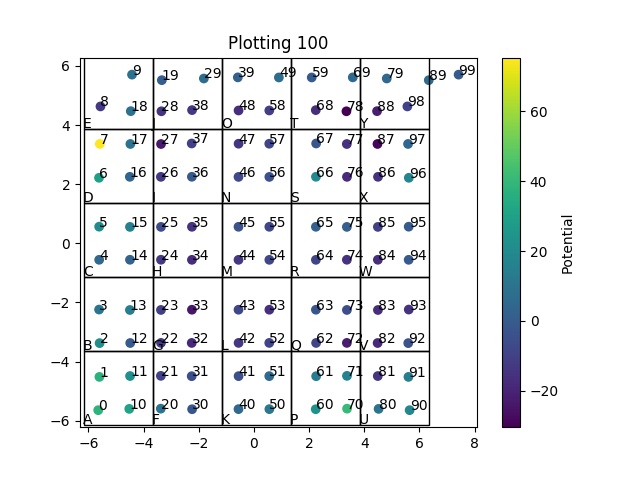 Plotting 100
6
9 19 29 39 49 59 69 79 89 99
8 18 28 38 48 58 68 78 88 98
4
E J O T Y
7 17 27 37 47 57 67 77 87 97
2
6 16 26 36 46 56 66 76 86 96
D I N S X
5 15 25 35 45 55 65 75 85 95
0
4 14 24 34 44 54 64 74 84 94
C H M R W
−2
3 13 23 33 43 53 63 73 83 93
2 12 22 32 42 52 62 72 82 92
B G L Q V
−4
1 11 21 31 41 51 61 71 81 91
0 10 20 30 40 50 60 70 80 90
−6
A F K P U
−6 −4 −2 0 2 4 6 8
60
40
20
0
−20
Potential